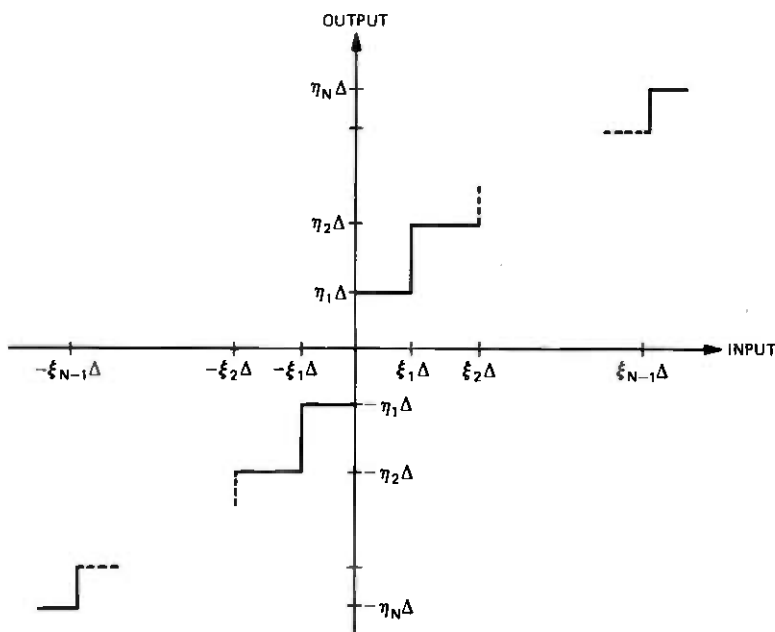 OUTPUT
η_N Δ
η_2 Δ
η_1 Δ
INPUT
−ξ_{N−1} Δ −ξ_2 Δ −ξ_1 Δ ξ_1 Δ ξ_2 Δ ξ_{N−1} Δ
−η_1 Δ
−η_2 Δ
−η_N Δ